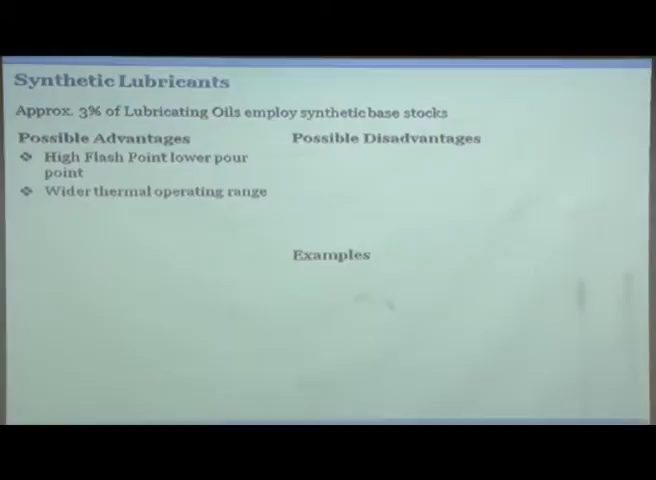 Synthetic Lubricants
Approx. 3% of Lubricating Oils employ synthetic base stocks
Possible Advantages
❖ High Flash Point lower pour
point
❖ Wider thermal operating range
Possible Disadvantages
Examples